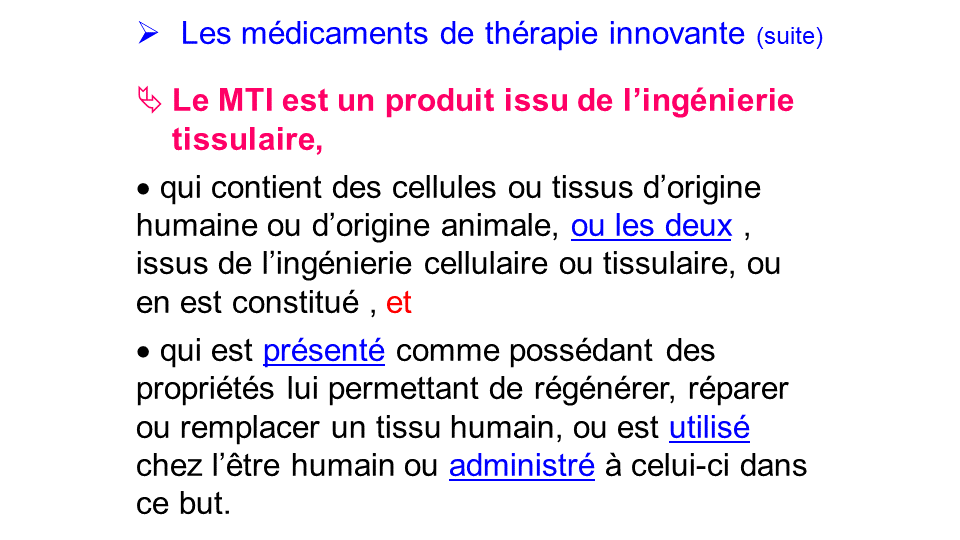 ➢ Les médicaments de thérapie innovante (suite)
Le MTI est un produit issu de l’ingénierie
tissulaire,
• qui contient des cellules ou tissus d’origine
humaine ou d’origine animale, ou les deux ,
issus de l’ingénierie cellulaire ou tissulaire, ou
en est constitué , et
• qui est présenté comme possédant des
propriétés lui permettant de régénérer, réparer
ou remplacer un tissu humain, ou est utilisé
chez l’être humain ou administré à celui-ci dans
ce but.